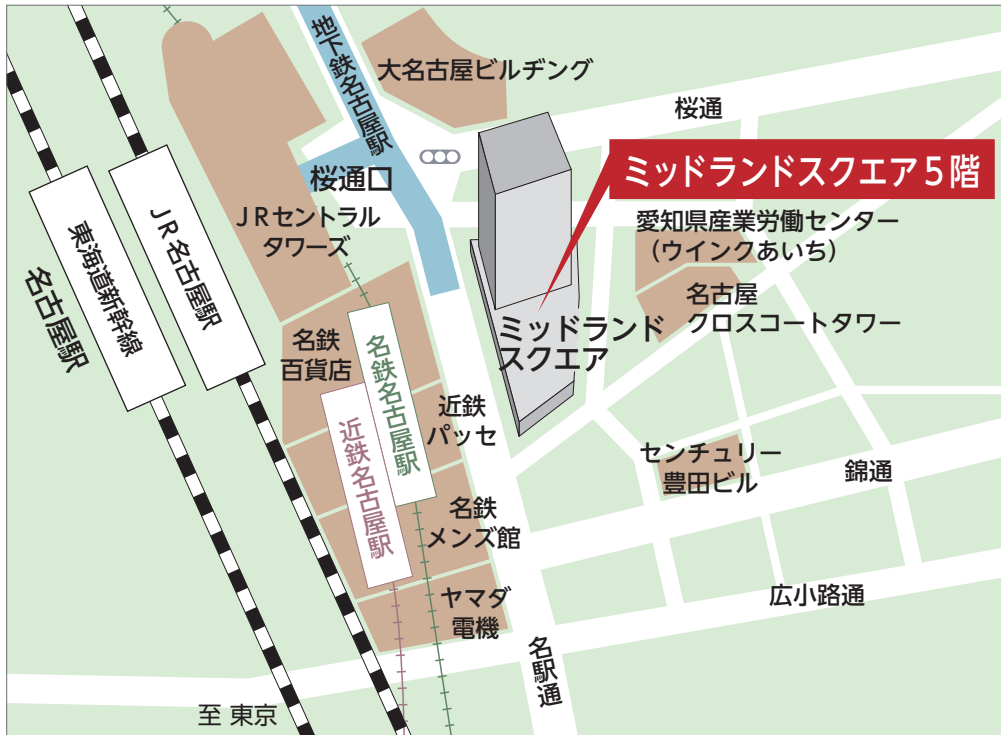 地下鉄名古屋駅
大名古屋ビルヂング
桜通
桜通口
ミッドランドスクエア5階
JRセントラル
タワーズ
愛知県産業労働センター
(ウインクあいち)
名古屋
クロスコートタワー
名古屋駅
東海道新幹線
JR名古屋駅
ミッドランド
スクエア
名鉄
百貨店
名鉄名古屋駅
近鉄名古屋駅
近鉄
パッセ
センチュリー
豊田ビル
錦通
名鉄
メンズ館
ヤマダ
電機
広小路通
名駅通
至 東京